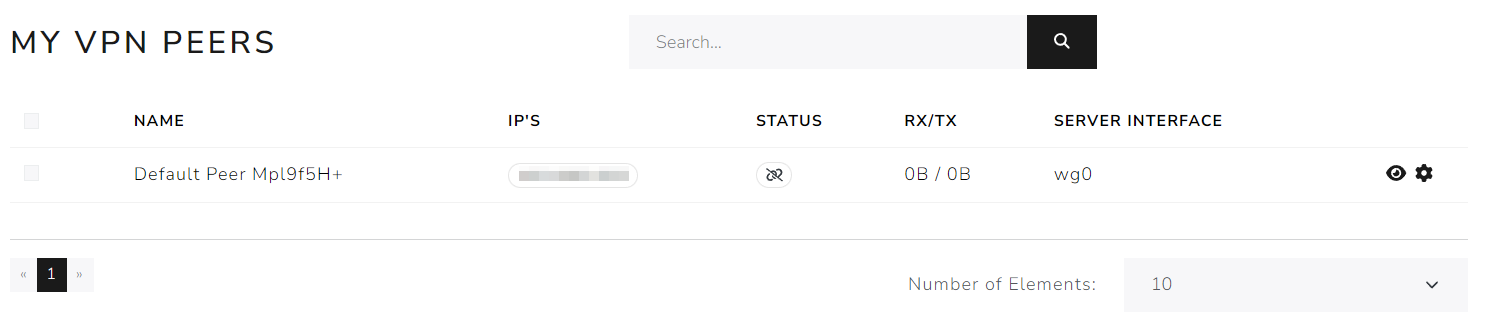 MY VPN PEERS
Search...
NAME IP'S STATUS RX/TX SERVER INTERFACE
Default Peer Mpl9f5H+ 0B / 0B wg0
« 1 »
Number of Elements: 10